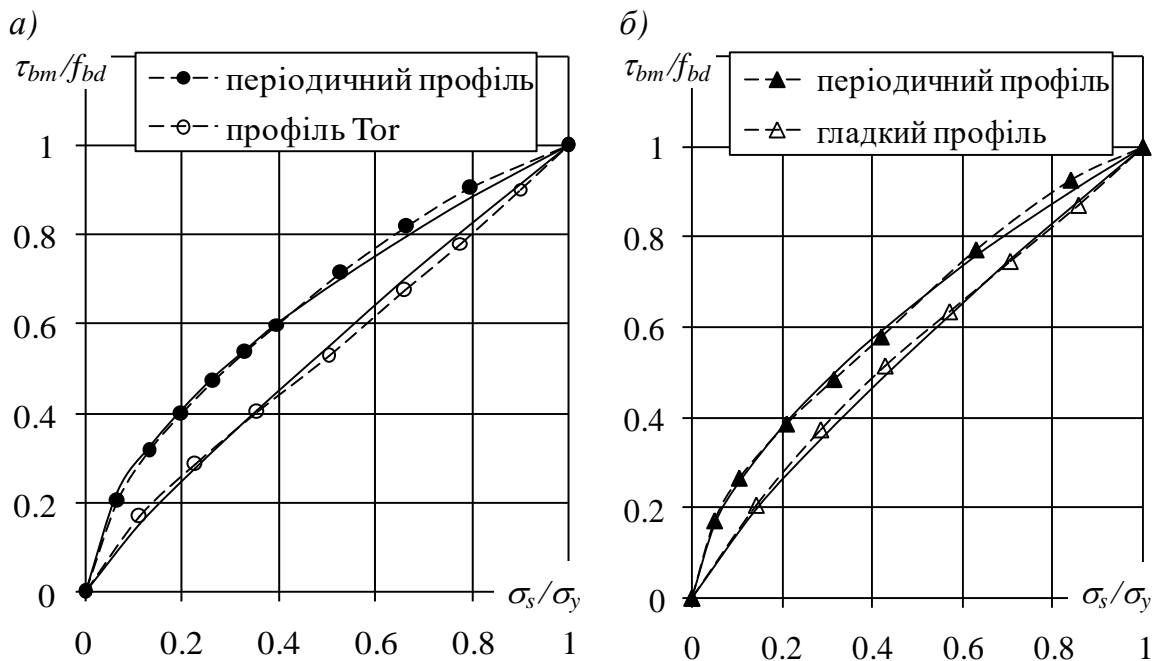 а)
τbm/fbd
періодичний профіль
профіль Tor
1
0.8
0.6
0.4
0.2
0
σs/σy
0 0.2 0.4 0.6 0.8 1
б)
τbm/fbd
періодичний профіль
гладкий профіль
1
0.8
0.6
0.4
0.2
0
σs/σy
0 0.2 0.4 0.6 0.8 1